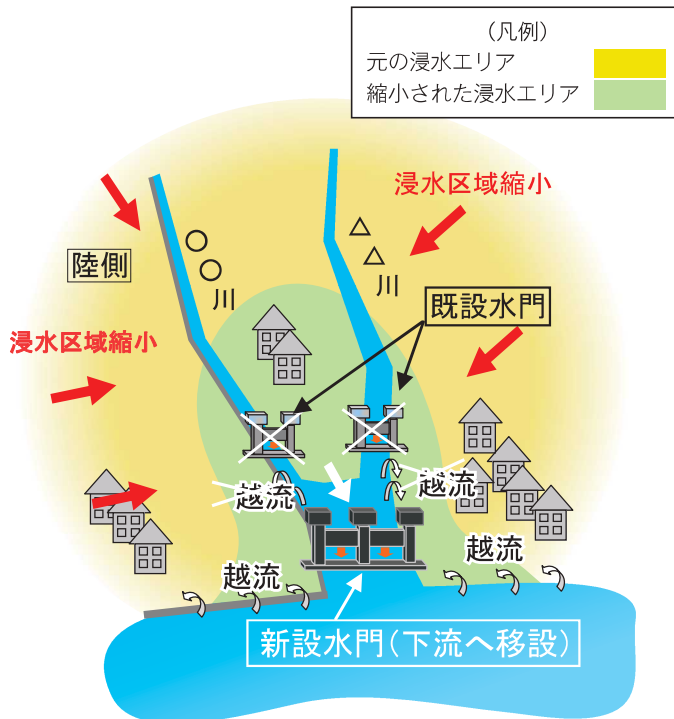 (凡例)
元の浸水エリア
縮小された浸水エリア
浸水区域縮小
陸側
○○川
△△川
既設水門
浸水区域縮小
越流
越流
越流
越流
新設水門(下流へ移設)